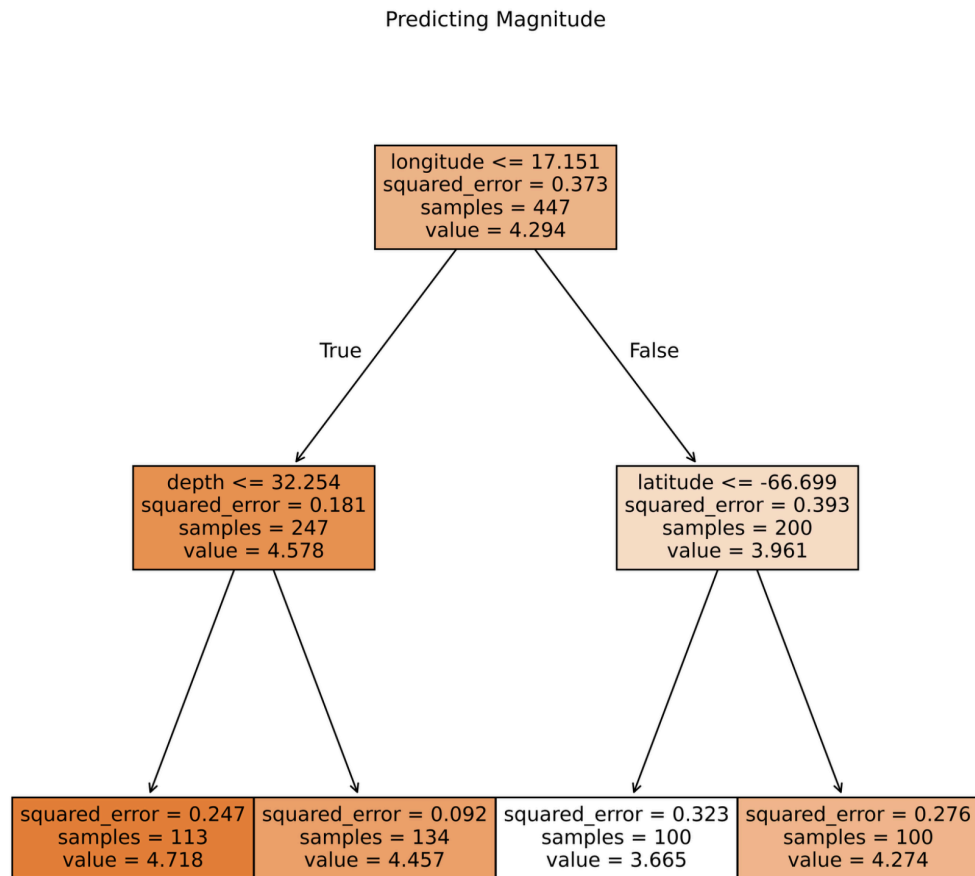 Predicting Magnitude
longitude <= 17.151
squared_error = 0.373
samples = 447
value = 4.294
True
False
depth <= 32.254
squared_error = 0.181
samples = 247
value = 4.578
latitude <= -66.699
squared_error = 0.393
samples = 200
value = 3.961
squared_error = 0.247
samples = 113
value = 4.718
squared_error = 0.092
samples = 134
value = 4.457
squared_error = 0.323
samples = 100
value = 3.665
squared_error = 0.276
samples = 100
value = 4.274